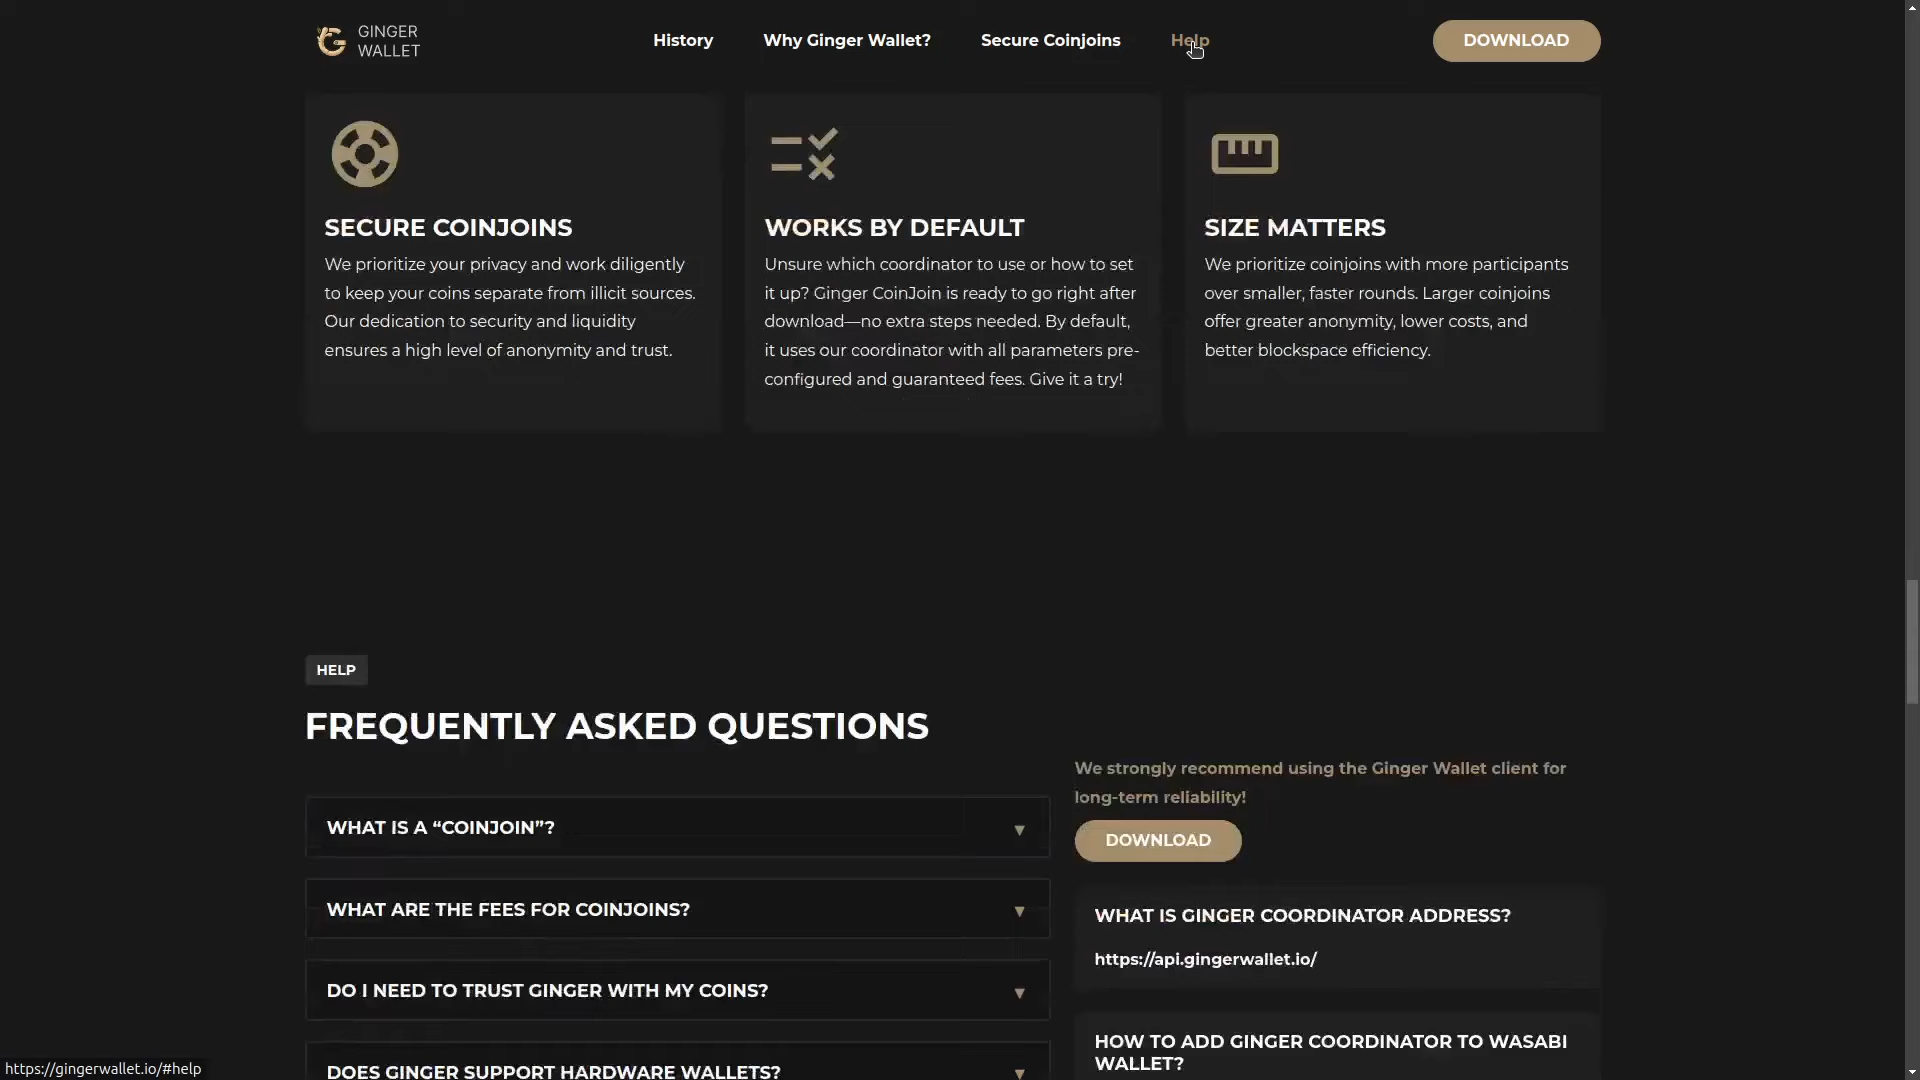 GINGER
WALLET
History
Why Ginger Wallet?
Secure Coinjoins
Help
DOWNLOAD
SECURE COINJOINS
We prioritize your privacy and work diligently
to keep your coins separate from illicit sources.
Our dedication to security and liquidity
ensures a high level of anonymity and trust.
WORKS BY DEFAULT
Unsure which coordinator to use or how to set
it up? Ginger CoinJoin is ready to go right after
download—no extra steps needed. By default,
it uses our coordinator with all parameters pre-
configured and guaranteed fees. Give it a try!
SIZE MATTERS
We prioritize coinjoins with more participants
over smaller, faster rounds. Larger coinjoins
offer greater anonymity, lower costs, and
better blockspace efficiency.
HELP
FREQUENTLY ASKED QUESTIONS
WHAT IS A “COINJOIN”?
WHAT ARE THE FEES FOR COINJOINS?
DO I NEED TO TRUST GINGER WITH MY COINS?
DOES GINGER SUPPORT HARDWARE WALLETS?
We strongly recommend using the Ginger Wallet client for
long-term reliability!
DOWNLOAD
WHAT IS GINGER COORDINATOR ADDRESS?
https://api.gingerwallet.io/
HOW TO ADD GINGER COORDINATOR TO WASABI
WALLET?
https://gingerwallet.io/#help